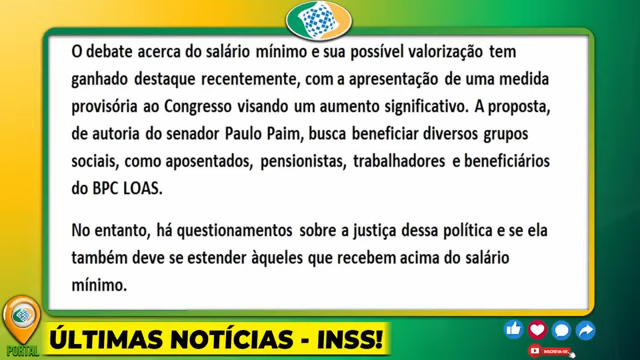 O debate acerca do salário mínimo e sua possível valorização tem
ganhado destaque recentemente, com a apresentação de uma medida
provisória ao Congresso visando um aumento significativo. A proposta,
de autoria do senador Paulo Paim, busca beneficiar diversos grupos
sociais, como aposentados, pensionistas, trabalhadores e beneficiários
do BPC LOAS.
No entanto, há questionamentos sobre a justiça dessa política e se ela
também deve se estender àqueles que recebem acima do salário
mínimo.
PORTAL
ÚLTIMAS NOTÍCIAS - INSS!
INSCREVA-SE